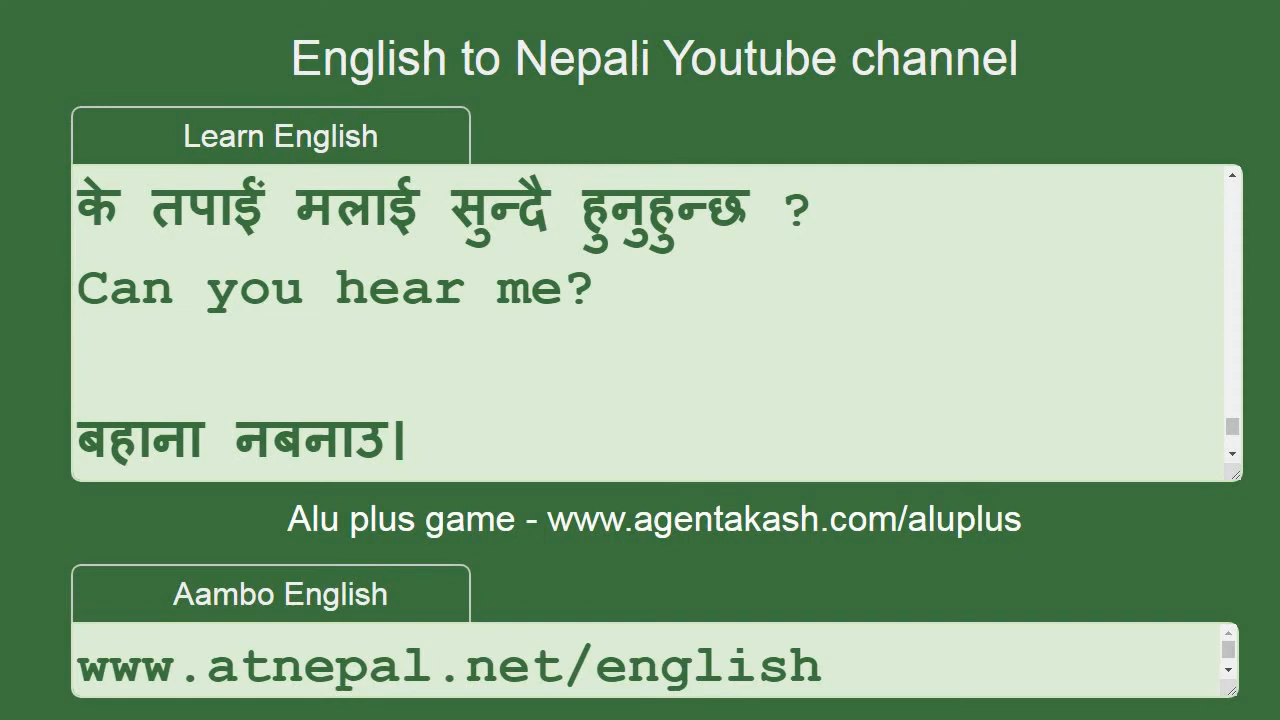 English to Nepali Youtube channel
Learn English
के तपाईं मलाई सुन्दै हुनुहुन्छ ?
Can you hear me?
बहाना नबनाउ।
Alu plus game - www.agentakash.com/aluplus
Aambo English
www.atnepal.net/english